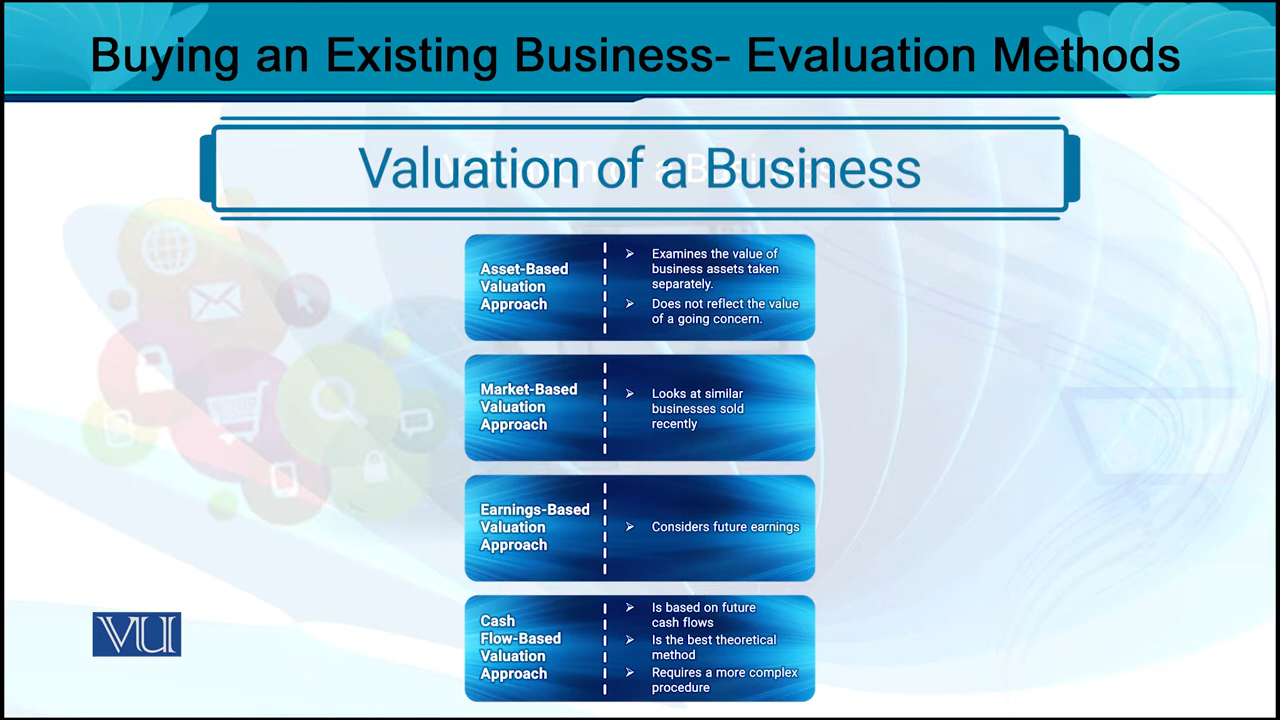 Buying an Existing Business- Evaluation Methods
Valuation of a Business
Asset-Based
Valuation
Approach
➢ Examines the value of
business assets taken
separately.
➢ Does not reflect the value
of a going concern.
Market-Based
Valuation
Approach
➢ Looks at similar
businesses sold
recently
Earnings-Based
Valuation
Approach
➢ Considers future earnings
Cash
Flow-Based
Valuation
Approach
➢ Is based on future
cash flows
➢ Is the best theoretical
method
➢ Requires a more complex
procedure
VU